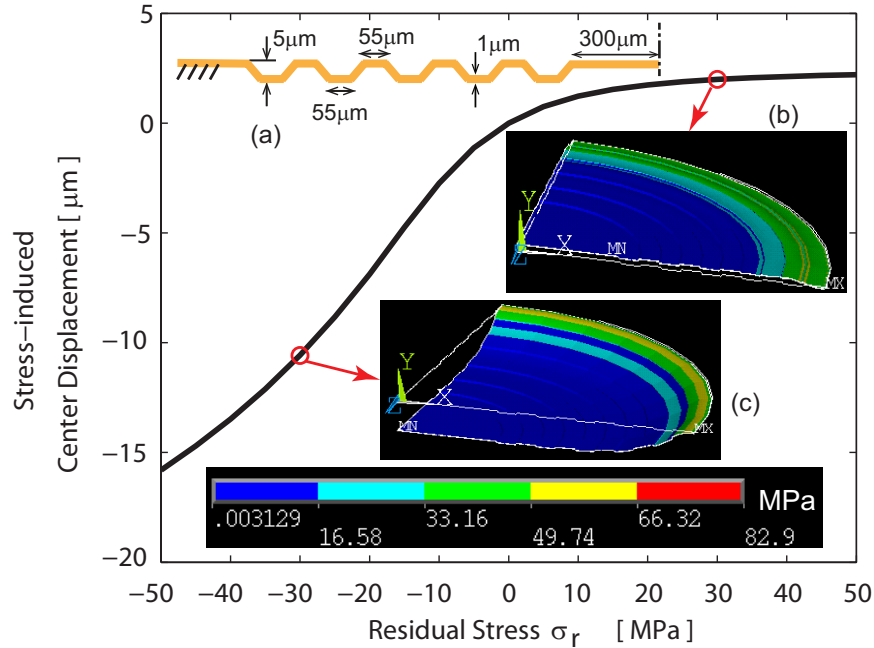 5
0
−5
−10
−15
−20
−50
−40
−30
−20
−10
0
10
20
30
40
50
Stress−induced
Center Displacement [ μm ]
Residual Stress σr [ MPa ]
5μm
55μm
1μm
300μm
55μm
(a)
(b)
Y
Z
X
MN
MX
(c)
Y
Z
X
MN
MX
MPa
.003129
33.16
66.32
16.58
49.74
82.9